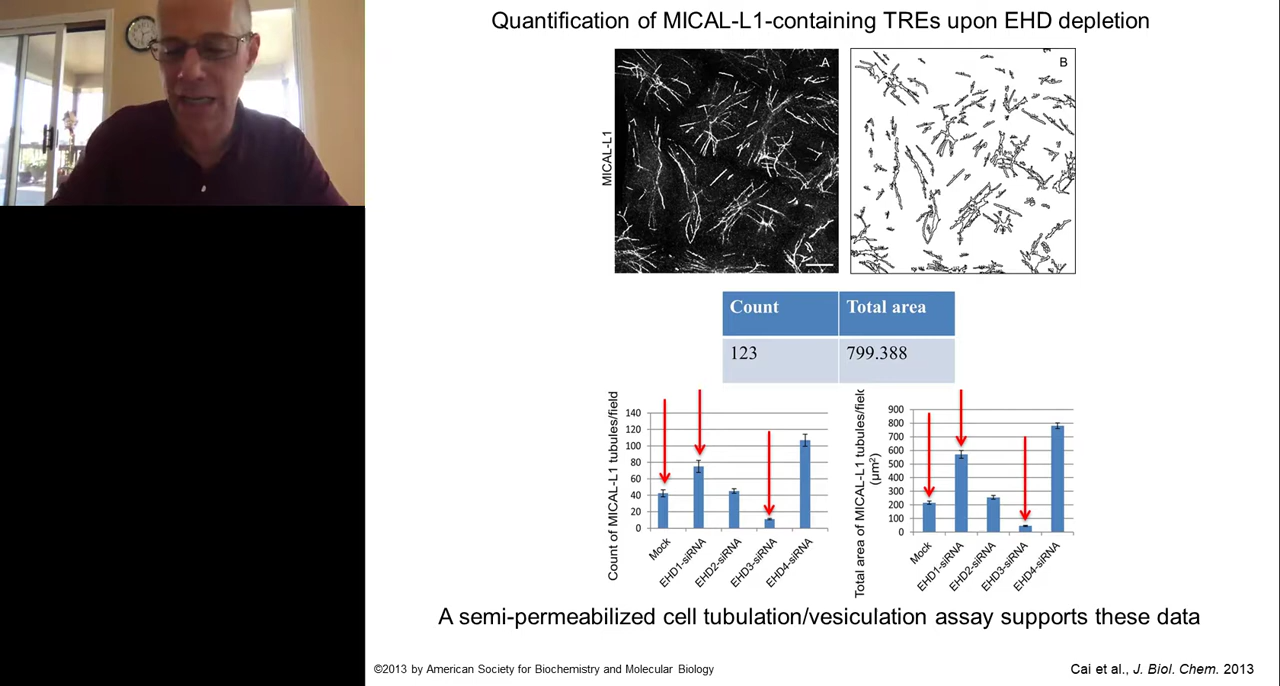 Quantification of MICAL-L1-containing TREs upon EHD depletion
A
B
MICAL-L1
Count
Total area
123
799.388
Count of MICAL-L1 tubules/field
140
120
100
80
60
40
20
0
Mock
EHD1-siRNA
EHD2-siRNA
EHD3-siRNA
EHD4-siRNA
Total area of MICAL-L1 tubules/field
(µm²)
900
800
700
600
500
400
300
200
100
0
Mock
EHD1-siRNA
EHD2-siRNA
EHD3-siRNA
EHD4-siRNA
A semi-permeabilized cell tubulation/vesiculation assay supports these data
©2013 by American Society for Biochemistry and Molecular Biology
Cai et al., J. Biol. Chem. 2013